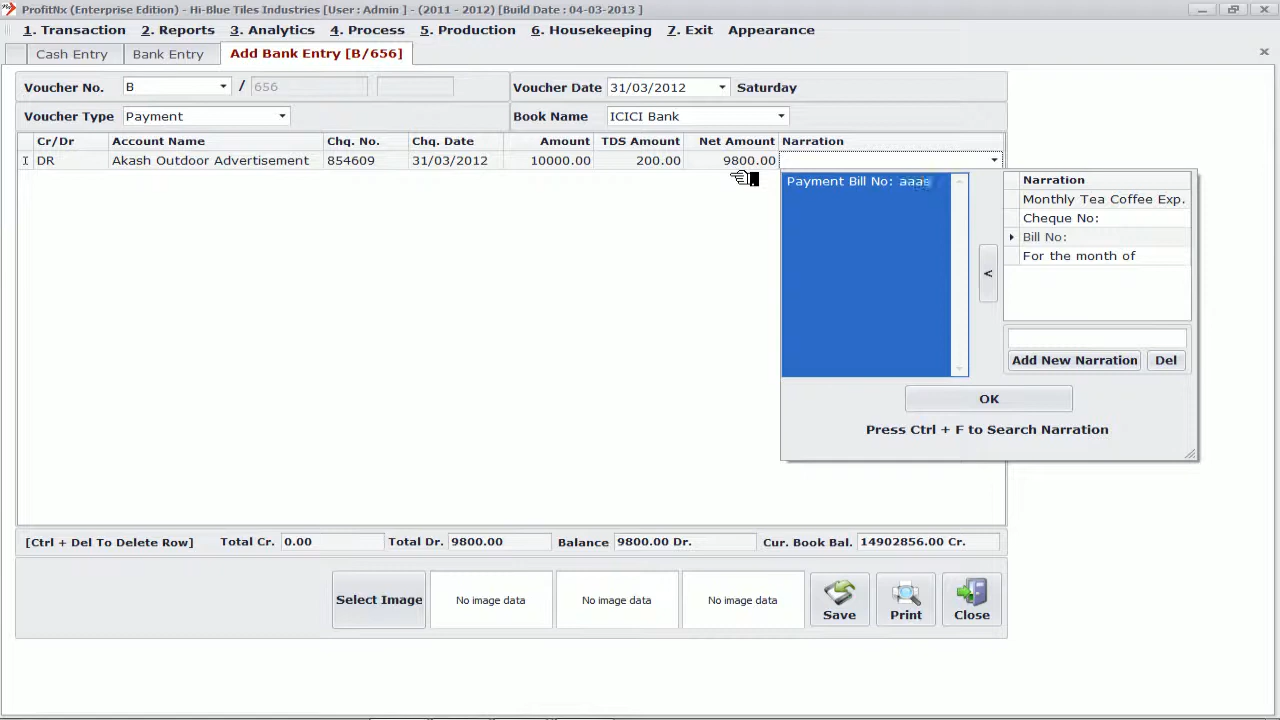 ProfitNx (Enterprise Edition) - Hi-Blue Tiles Industries [User : Admin ] - (2011 - 2012) [Build Date : 04-03-2013 ]
1. Transaction 2. Reports 3. Analytics 4. Process 5. Production 6. Housekeeping 7. Exit Appearance
Cash Entry Bank Entry Add Bank Entry [B/656]
Voucher No. B / 656 Voucher Date 31/03/2012 Saturday
Voucher Type Payment Book Name ICICI Bank
Cr/Dr Account Name Chq. No. Chq. Date Amount TDS Amount Net Amount Narration
DR Akash Outdoor Advertisement 854609 31/03/2012 10000.00 200.00 9800.00
Payment Bill No: aaas
Narration
Monthly Tea Coffee Exp.
Cheque No:
Bill No:
For the month of
<
Add New Narration Del
OK
Press Ctrl + F to Search Narration
[Ctrl + Del To Delete Row] Total Cr. 0.00 Total Dr. 9800.00 Balance 9800.00 Dr. Cur. Book Bal. 14902856.00 Cr.
Select Image No image data No image data No image data Save Print Close